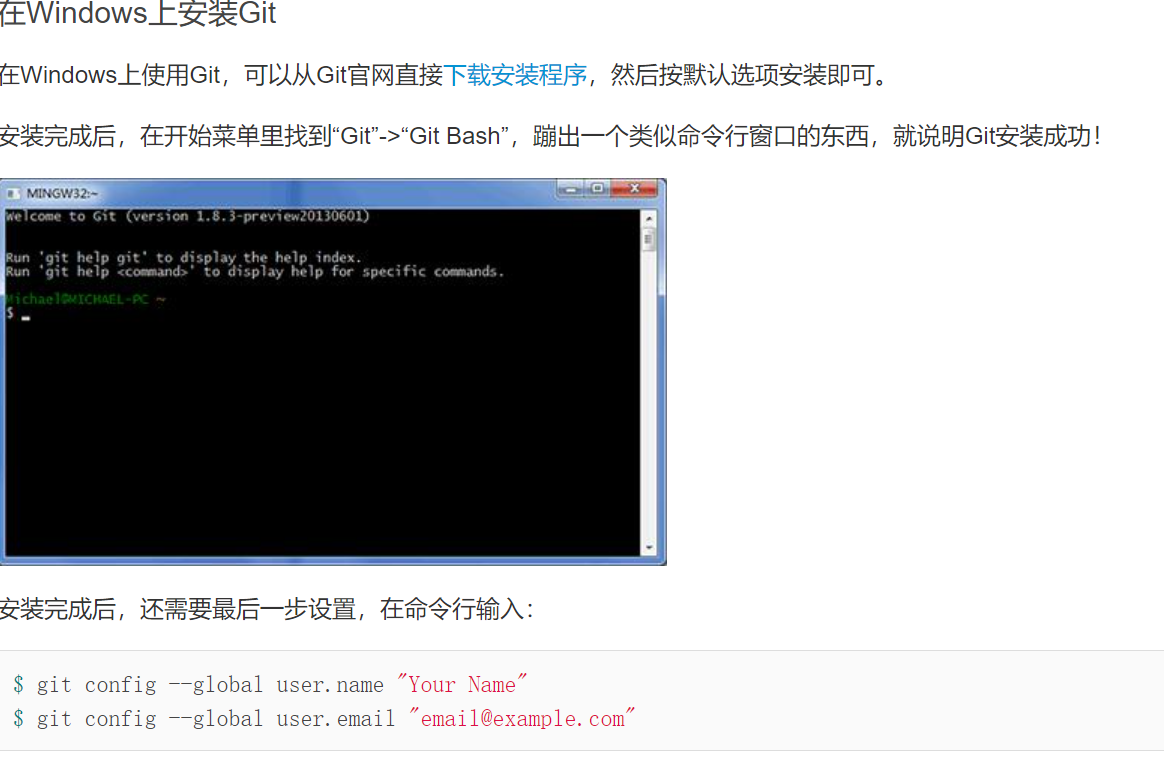 在Windows上安装Git
在Windows上使用Git，可以从Git官网直接下载安装程序，然后按默认选项安装即可。
安装完成后，在开始菜单里找到“Git”->“Git Bash”，蹦出一个类似命令行窗口的东西，就说明Git安装成功！
MINGW32:~
Welcome to Git (version 1.8.3-preview20130601)
Run 'git help git' to display the help index.
Run 'git help <command>' to display help for specific commands.
Michael@MICHAEL-PC ~
$ _
安装完成后，还需要最后一步设置，在命令行输入：
$ git config --global user.name "Your Name"
$ git config --global user.email "email@example.com"